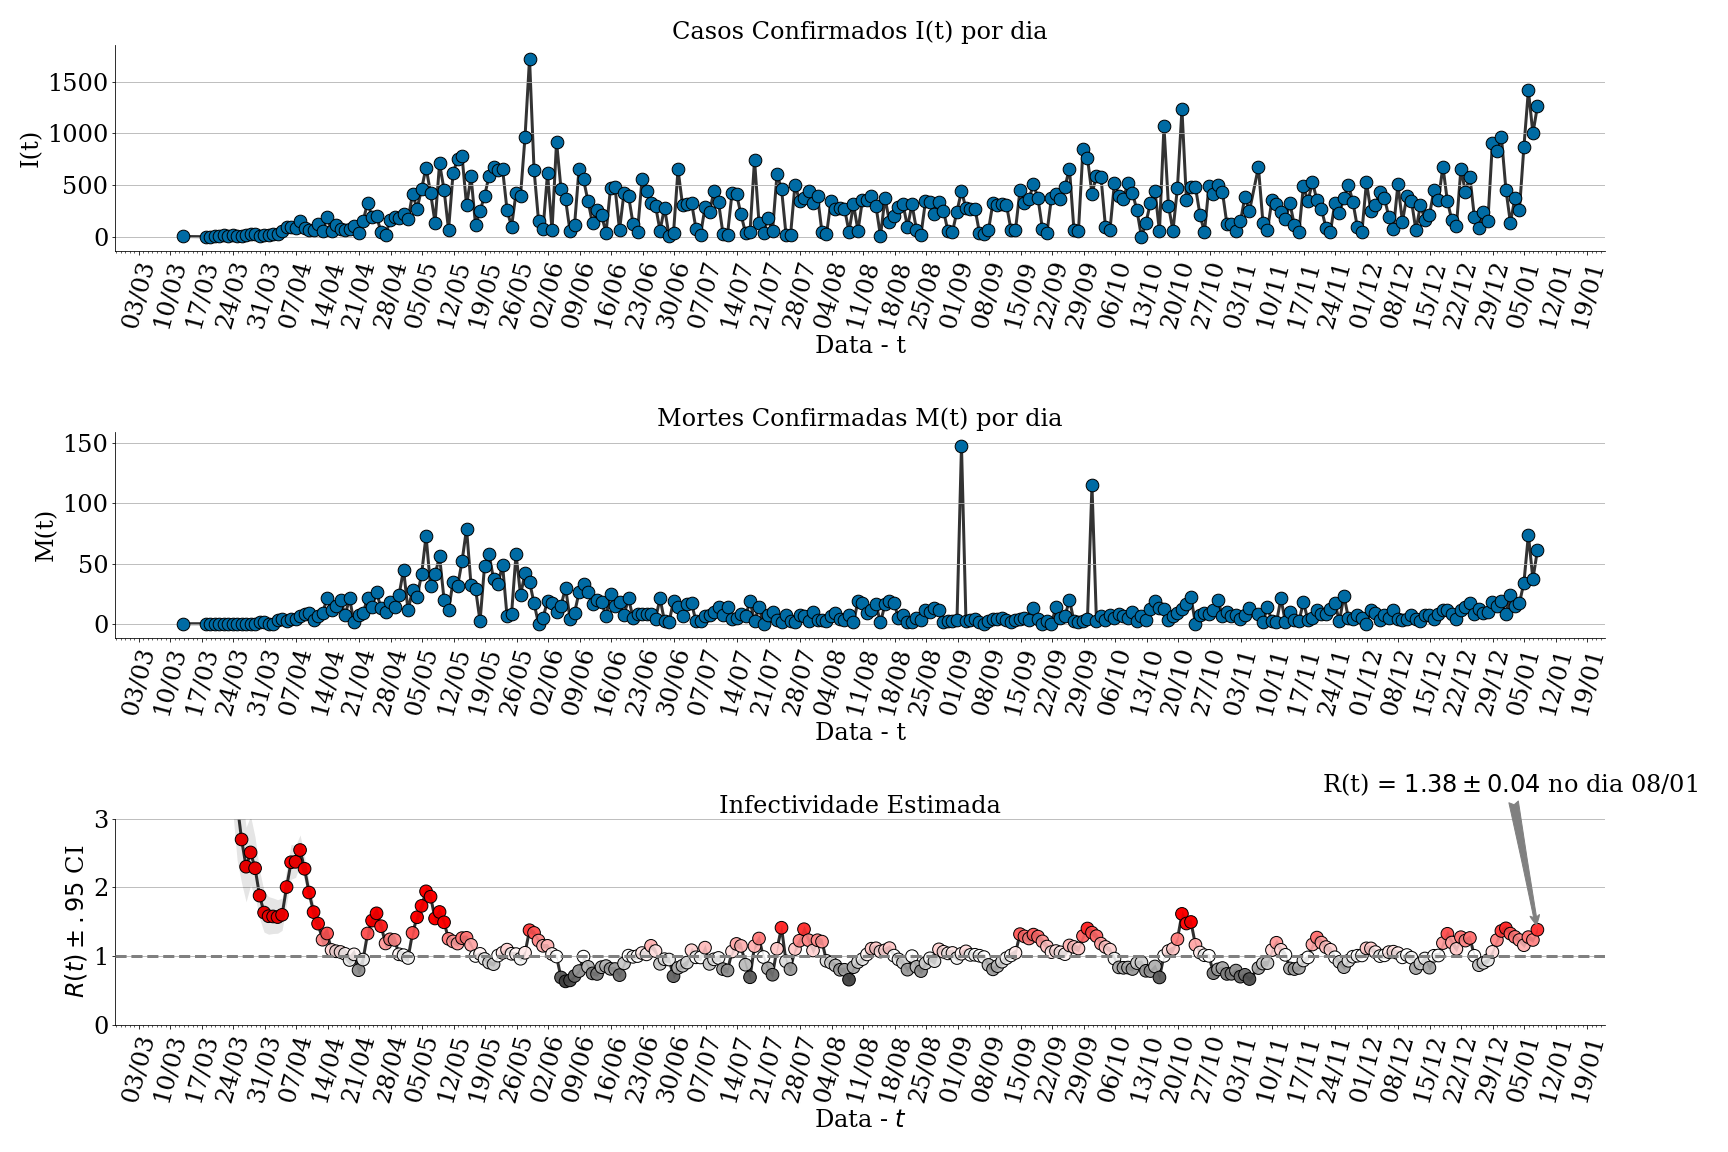 Casos Confirmados I(t) por dia
1500
1000
500
0
I(t)
03/03 10/03 17/03 24/03 31/03 07/04 14/04 21/04 28/04 05/05 12/05 19/05 26/05 02/06 09/06 16/06 23/06 30/06 07/07 14/07 21/07 28/07 04/08 11/08 18/08 25/08 01/09 08/09 15/09 22/09 29/09 06/10 13/10 20/10 27/10 03/11 10/11 17/11 24/11 01/12 08/12 15/12 22/12 29/12 05/01 12/01 19/01
Data - t
Mortes Confirmadas M(t) por dia
150
100
50
0
M(t)
03/03 10/03 17/03 24/03 31/03 07/04 14/04 21/04 28/04 05/05 12/05 19/05 26/05 02/06 09/06 16/06 23/06 30/06 07/07 14/07 21/07 28/07 04/08 11/08 18/08 25/08 01/09 08/09 15/09 22/09 29/09 06/10 13/10 20/10 27/10 03/11 10/11 17/11 24/11 01/12 08/12 15/12 22/12 29/12 05/01 12/01 19/01
Data - t
R(t) = 1.38 ± 0.04 no dia 08/01
Infectividade Estimada
3
2
1
0
R(t) ± .95 CI
03/03 10/03 17/03 24/03 31/03 07/04 14/04 21/04 28/04 05/05 12/05 19/05 26/05 02/06 09/06 16/06 23/06 30/06 07/07 14/07 21/07 28/07 04/08 11/08 18/08 25/08 01/09 08/09 15/09 22/09 29/09 06/10 13/10 20/10 27/10 03/11 10/11 17/11 24/11 01/12 08/12 15/12 22/12 29/12 05/01 12/01 19/01
Data - t